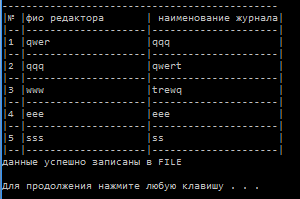 № фио редактора наименование журнала
1 qwer qqq
2 qqq qwert
3 www trewq
4 eee eee
5 sss ss
данные успешно записаны в FILE
Для продолжения нажмите любую клавишу . . .